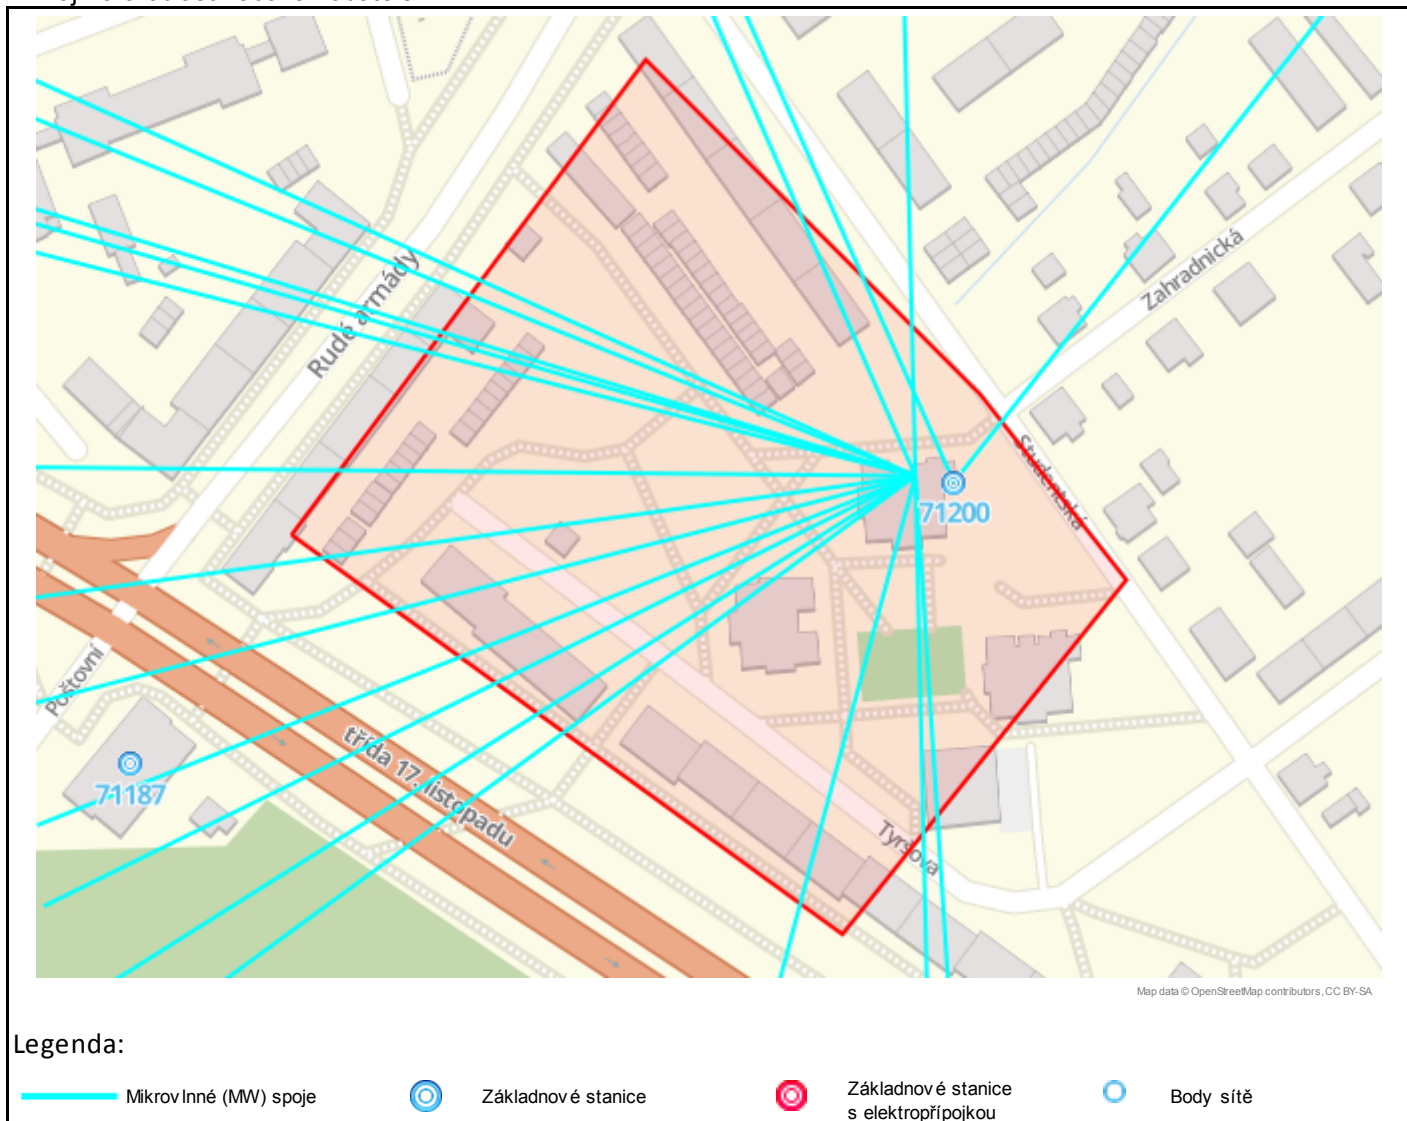 Rudé armády
Zahradnická
Studentská
71200
Poštovní
71187
třída 17. listopadu
Tyršova
Map data © OpenStreetMap contributors, CC BY-SA
Legenda:
Mikrovlnné (MW) spoje
Základnové stanice
Základnové stanice
s elektropřípojkou
Body sítě